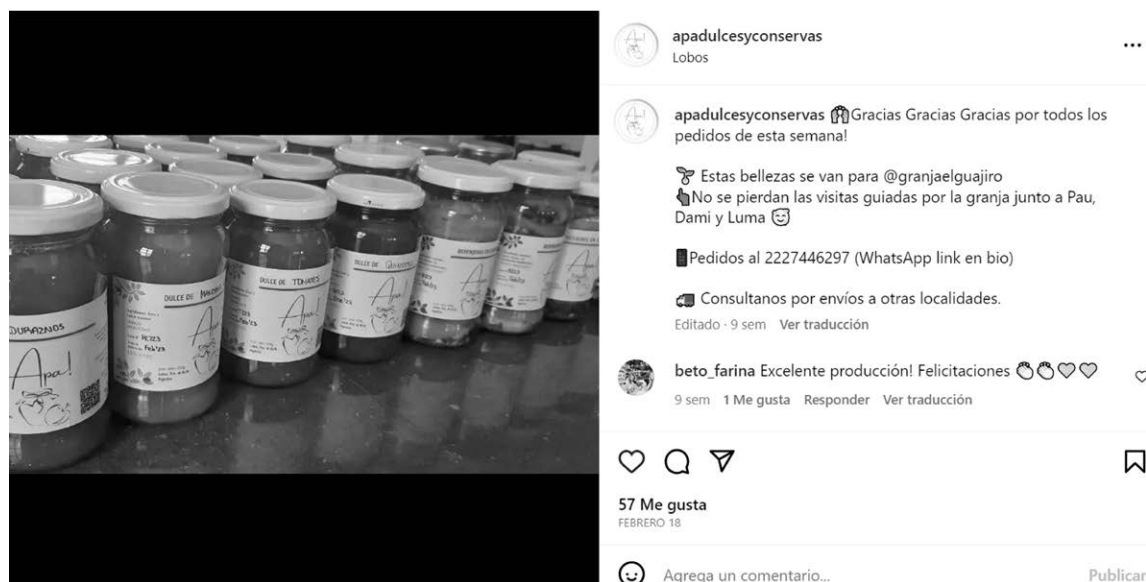 apadulcesyconservas
Lobos
apadulcesyconservas 🙌Gracias Gracias Gracias por todos los
pedidos de esta semana!
Estas bellezas se van para @granjaelguajiro
No se pierdan las visitas guiadas por la granja junto a Pau,
Dami y Luma
Pedidos al 2227446297 (WhatsApp link en bio)
🚚 Consultanos por envíos a otras localidades.
Editado · 9 sem Ver traducción
beto_farina Excelente producción! Felicitaciones 👏👏🤍🤍
9 sem 1 Me gusta Responder Ver traducción
57 Me gusta
FEBRERO 18
Agrega un comentario...
Publicar
DURAZNOS
Apa!
DULCE DE
Apa!
DULCE DE TOMATES
Apa!
DULCE DE
Apa!